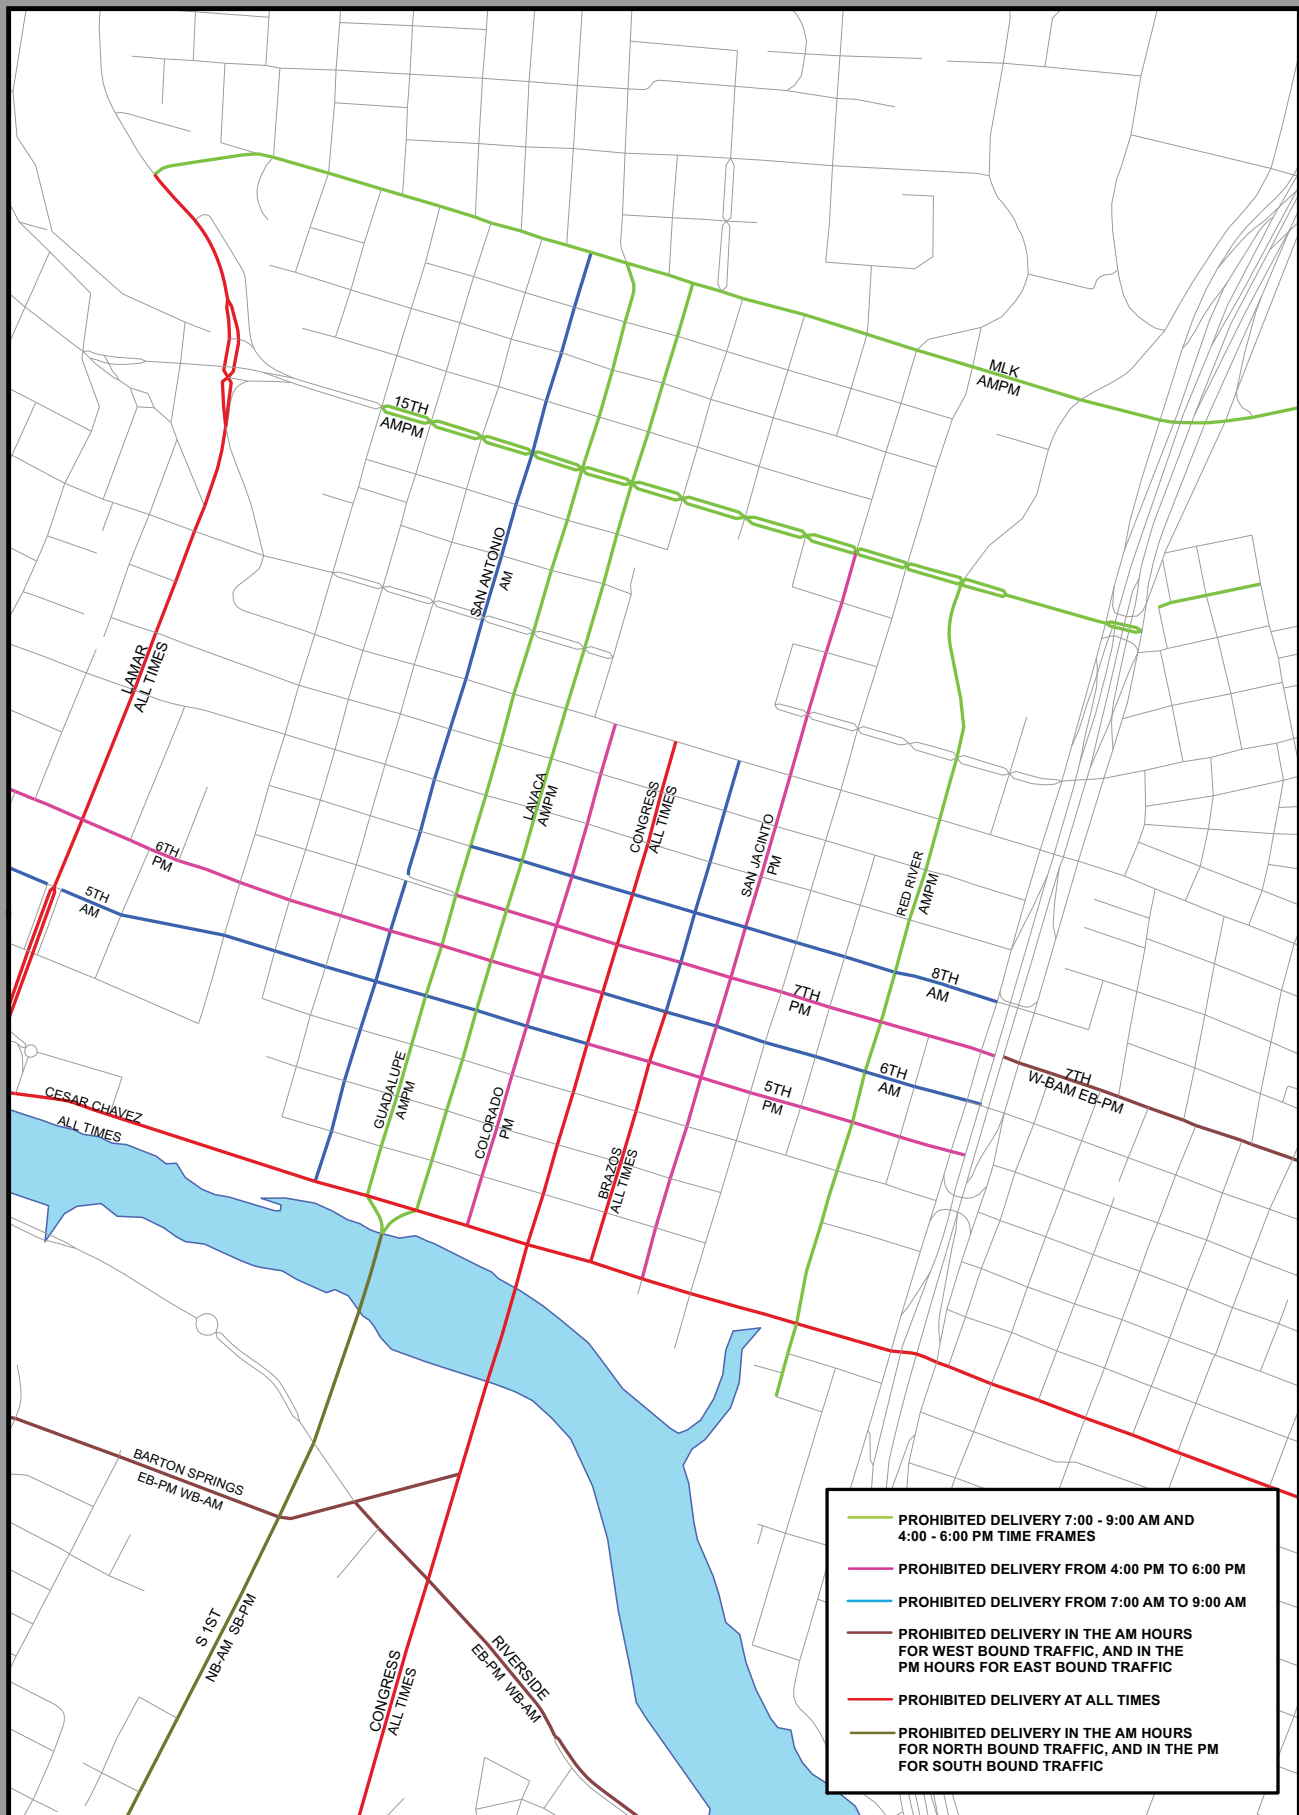 MLK
AMPM
15TH
AMPM
SAN ANTONIO
AM
LAMAR
ALL TIMES
LAVACA
AMPM
CONGRESS
ALL TIMES
SAN JACINTO
PM
6TH
PM
RED RIVER
AMPM
5TH
AM
8TH
AM
7TH
PM
6TH
AM
7TH
W-BAM EB-PM
GUADALUPE
AMPM
5TH
PM
COLORADO
PM
CESAR CHAVEZ
ALL TIMES
BRAZOS
ALL TIMES
BARTON SPRINGS
EB-PM WB-AM
S 1ST
NB-AM SB-PM
RIVERSIDE
EB-PM WB-AM
CONGRESS
ALL TIMES
PROHIBITED DELIVERY 7:00 - 9:00 AM AND
4:00 - 6:00 PM TIME FRAMES
PROHIBITED DELIVERY FROM 4:00 PM TO 6:00 PM
PROHIBITED DELIVERY FROM 7:00 AM TO 9:00 AM
PROHIBITED DELIVERY IN THE AM HOURS
FOR WEST BOUND TRAFFIC, AND IN THE
PM HOURS FOR EAST BOUND TRAFFIC
PROHIBITED DELIVERY AT ALL TIMES
PROHIBITED DELIVERY IN THE AM HOURS
FOR NORTH BOUND TRAFFIC, AND IN THE PM
FOR SOUTH BOUND TRAFFIC